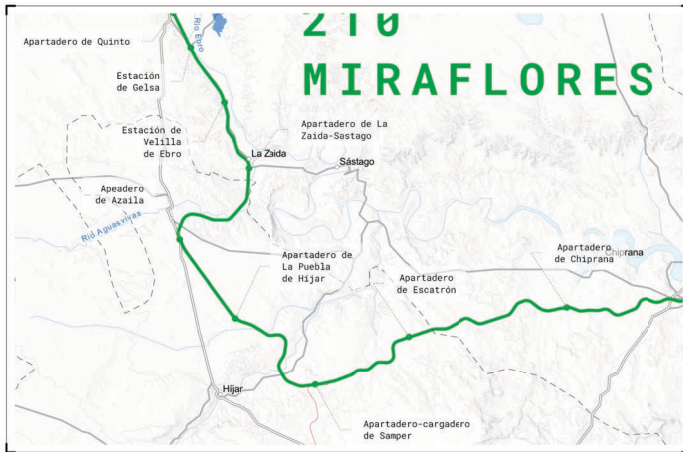 210
MIRAFLORES
Río Ebro
Apartadero de Quinto
Estación
de Gelsa
Estación de
Velilla
de Ebro
Apartadero de La
Zaida-Sastago
La Zaida
Sástago
Apeadero
de Azaila
Río Aguasvivas
Apartadero de
La Puebla
de Híjar
Apartadero
de Escatrón
Apartadero
de Chiprana
Chiprana
Híjar
Apartadero-cargadero
de Samper